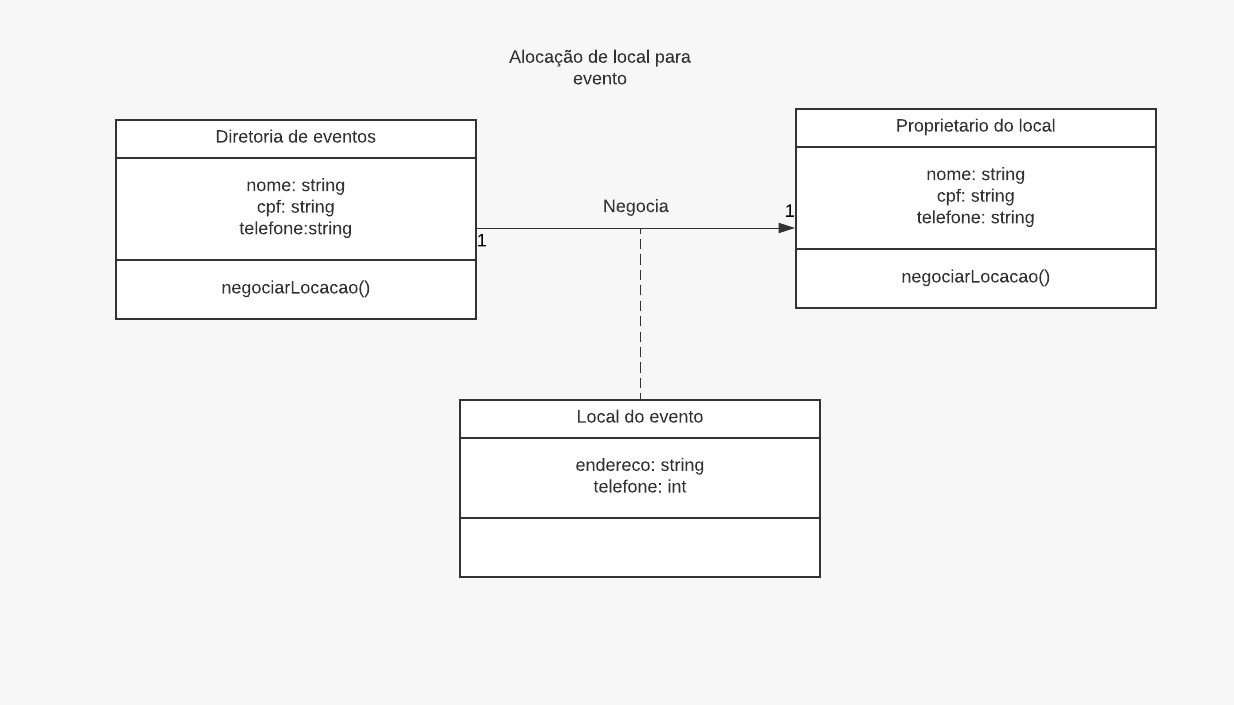 Alocação de local para
evento
Diretoria de eventos
nome: string
cpf: string
telefone:string
negociarLocacao()
Negocia
1
1
Proprietario do local
nome: string
cpf: string
telefone: string
negociarLocacao()
Local do evento
endereco: string
telefone: int